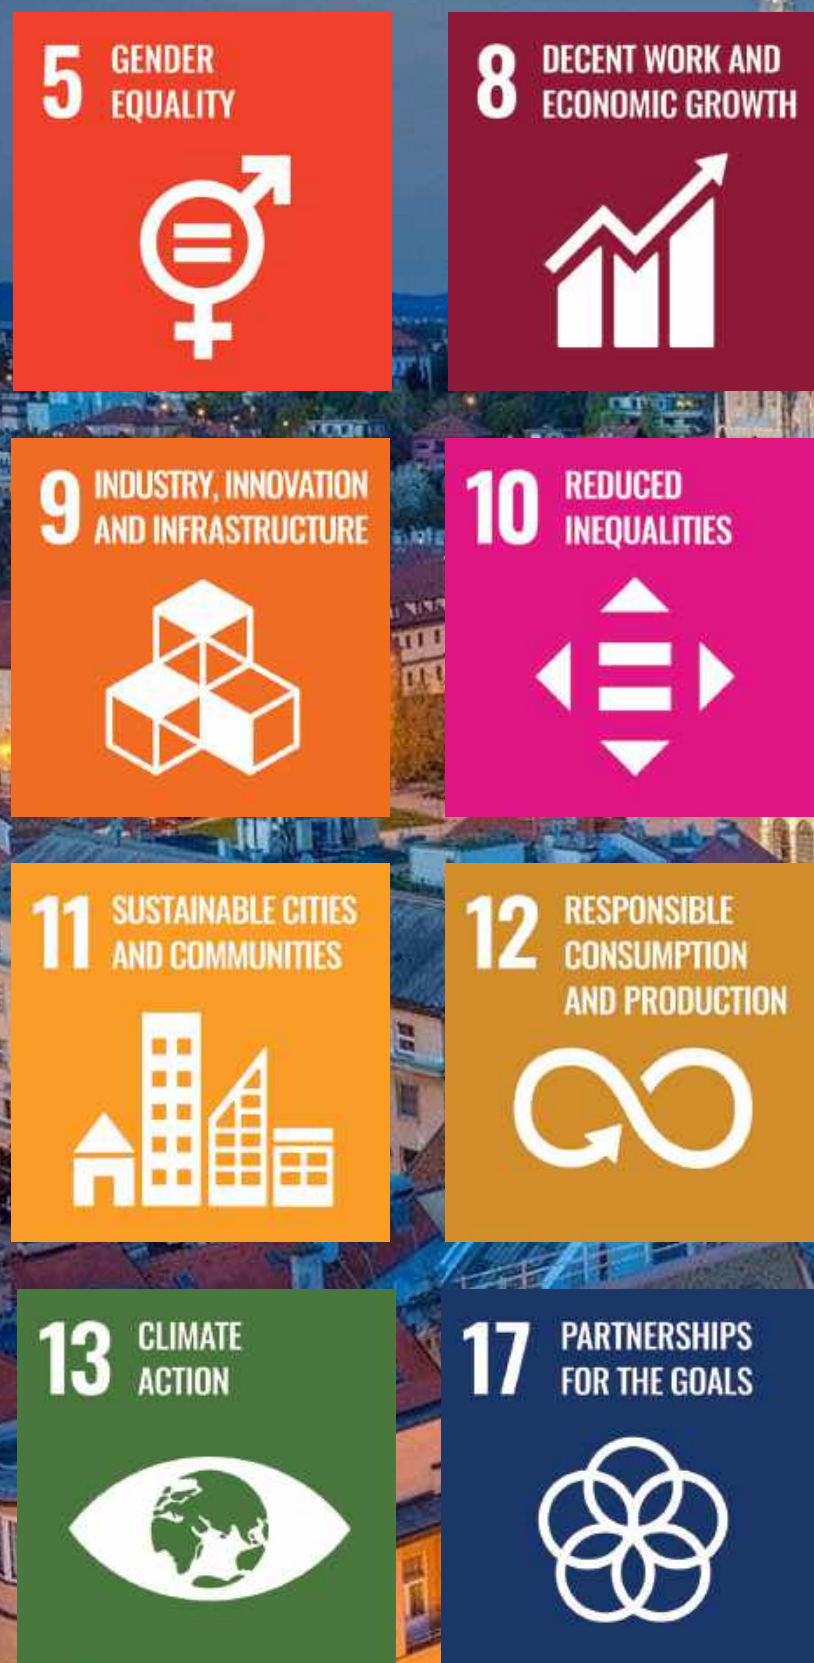 5 GENDER
EQUALITY
8 DECENT WORK AND
ECONOMIC GROWTH
9 INDUSTRY, INNOVATION
AND INFRASTRUCTURE
10 REDUCED
INEQUALITIES
11 SUSTAINABLE CITIES
AND COMMUNITIES
12 RESPONSIBLE
CONSUMPTION
AND PRODUCTION
13 CLIMATE
ACTION
17 PARTNERSHIPS
FOR THE GOALS